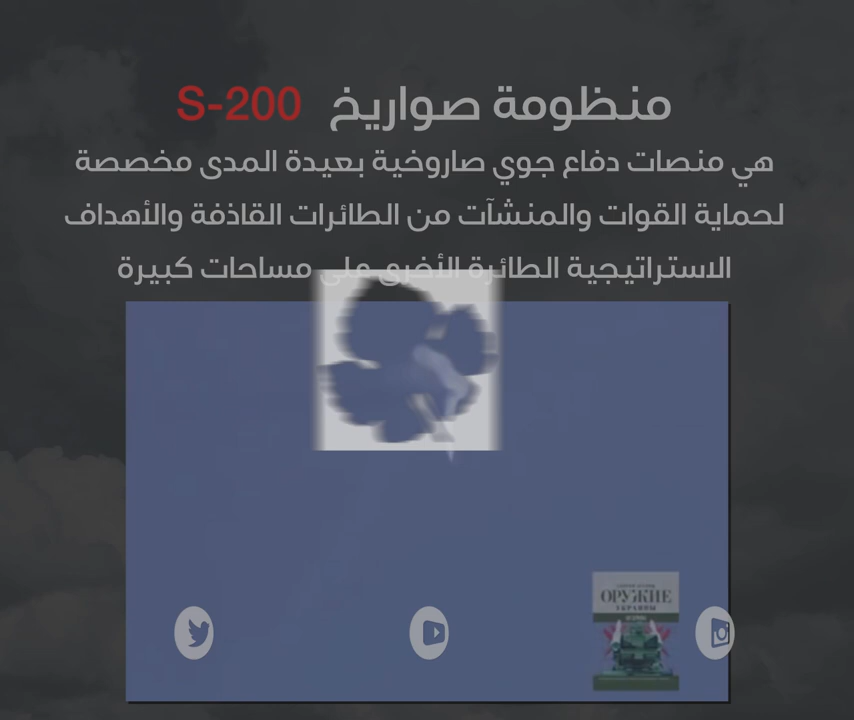 منظومة صواريخ S-200
هي منصات دفاع جوي صاروخية بعيدة المدى مخصصة
لحماية القوات والمنشآت من الطائرات القاذفة والأهداف
الاستراتيجية الطائرة الأخرى على مساحات كبيرة
ОРУЖИЕ
УКРАИНЫ